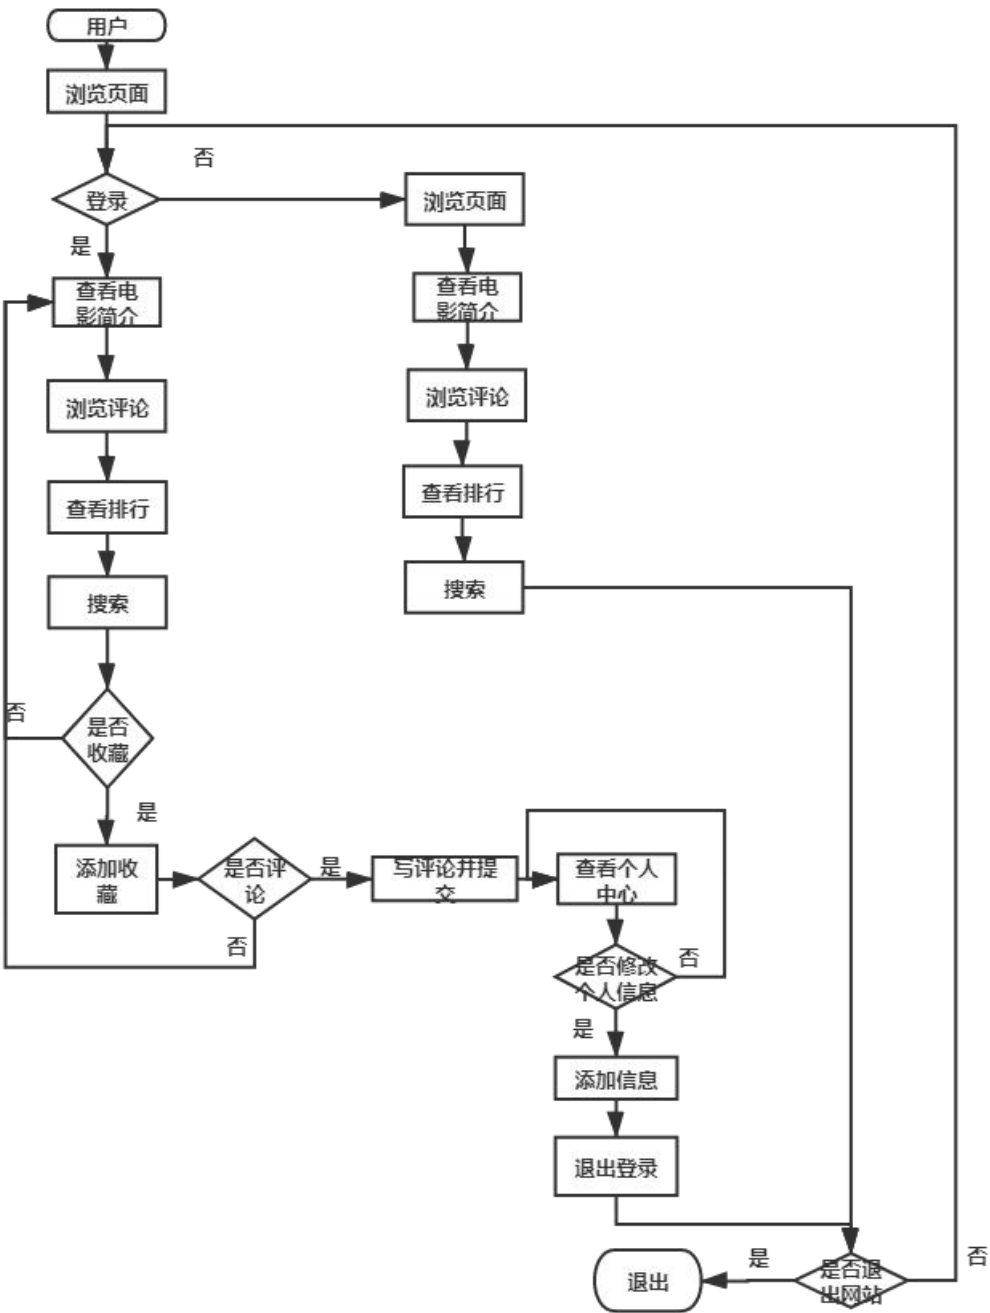 用户
浏览页面
否
登录
浏览页面
是
查看电
影简介
查看电
影简介
浏览评论
浏览评论
查看排行
查看排行
搜索
搜索
否
是否
收藏
是
添加收
藏
是否评
论
是
写评论并提
交
查看个人
中心
否
是否修改
个人信息
否
是
添加信息
退出登录
退出
是
是否退
出网站
否